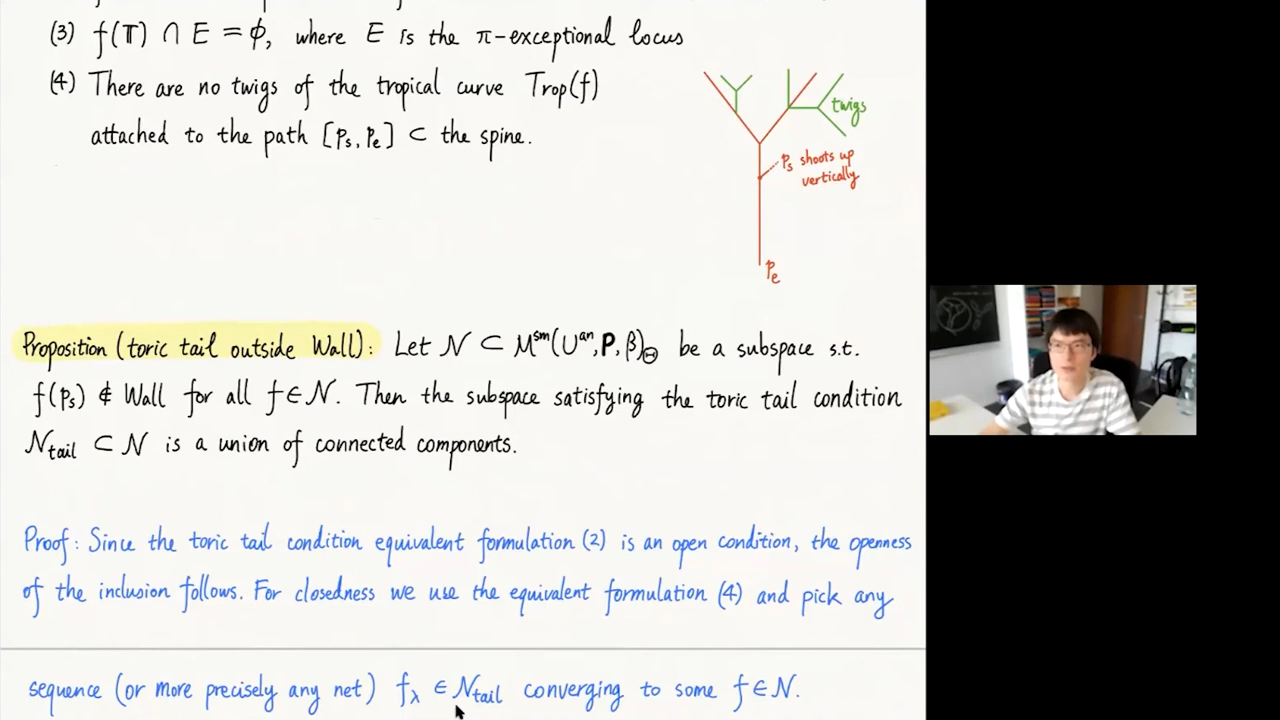 (3) f(𝕋) ∩ E = ϕ, where E is the π-exceptional locus
(4) There are no twigs of the tropical curve Trop(f)
attached to the path [pₛ, pₑ] ⊂ the spine.
twigs
pₛ shoots up
vertically
pₑ
Proposition (toric tail outside Wall): Let N ⊂ Mˢᵐ(Uᵃⁿ, P, β)_Θ be a subspace s.t.
f(pₛ) ∉ Wall for all f ∈ N. Then the subspace satisfying the toric tail condition
N_tail ⊂ N is a union of connected components.
Proof: Since the toric tail condition equivalent formulation (2) is an open condition, the openness
of the inclusion follows. For closedness we use the equivalent formulation (4) and pick any
sequence (or more precisely any net) f_λ ∈ N_tail converging to some f ∈ N.